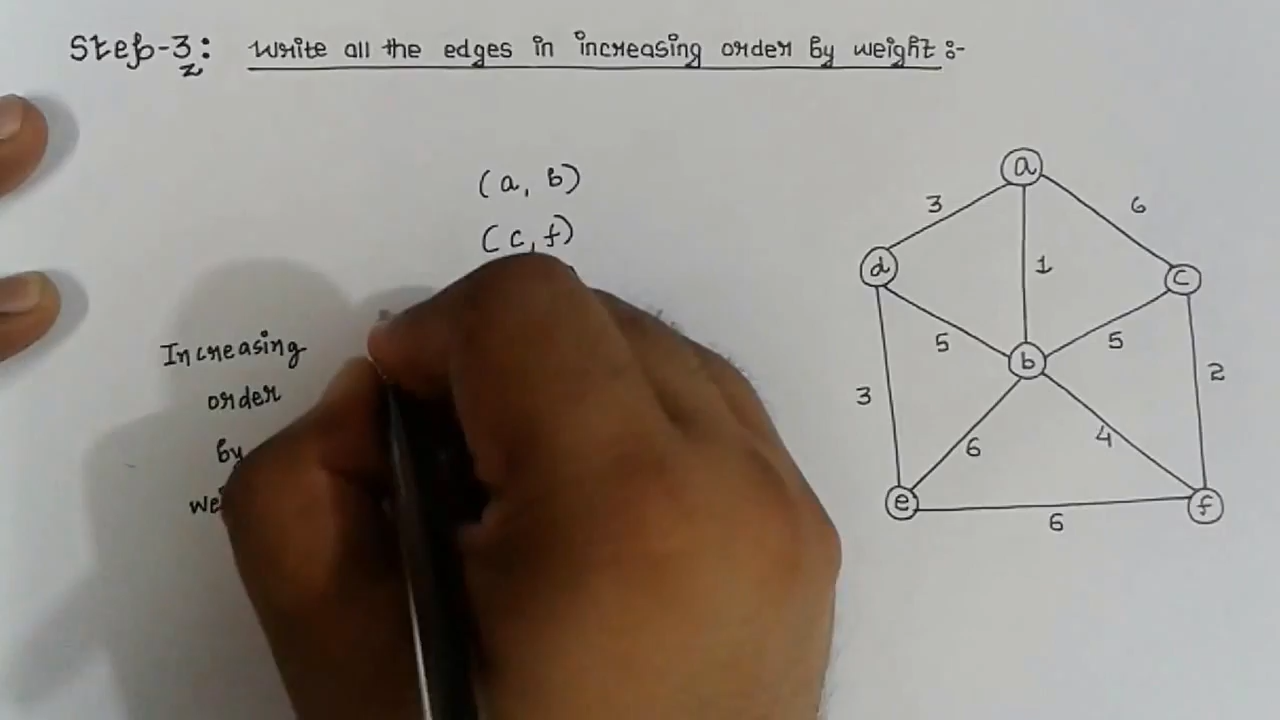 Step-3: Write all the edges in increasing order by weight :-
(a, b)
(c, f)
Increasing
order
by
a
3
6
d
1
c
5
5
b
3
2
6
4
e
f
6